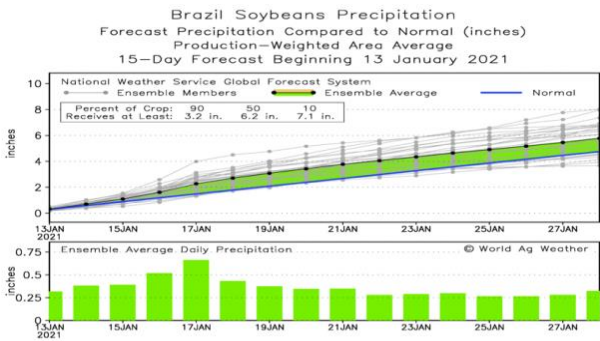 Brazil Soybeans Precipitation
Forecast Precipitation Compared to Normal (inches)
Production-Weighted Area Average
15-Day Forecast Beginning 13 January 2021
National Weather Service Global Forecast System
Ensemble Members Ensemble Average Normal
Percent of Crop: 90 50 10
Receives at Least: 3.2 in. 6.2 in. 7.1 in.
inches
10
8
6
4
2
0
13JAN 15JAN 17JAN 19JAN 21JAN 23JAN 25JAN 27JAN
2021
Ensemble Average Daily Precipitation © World Ag Weather
inches
0.75
0.5
0.25
0
13JAN 15JAN 17JAN 19JAN 21JAN 23JAN 25JAN 27JAN
2021